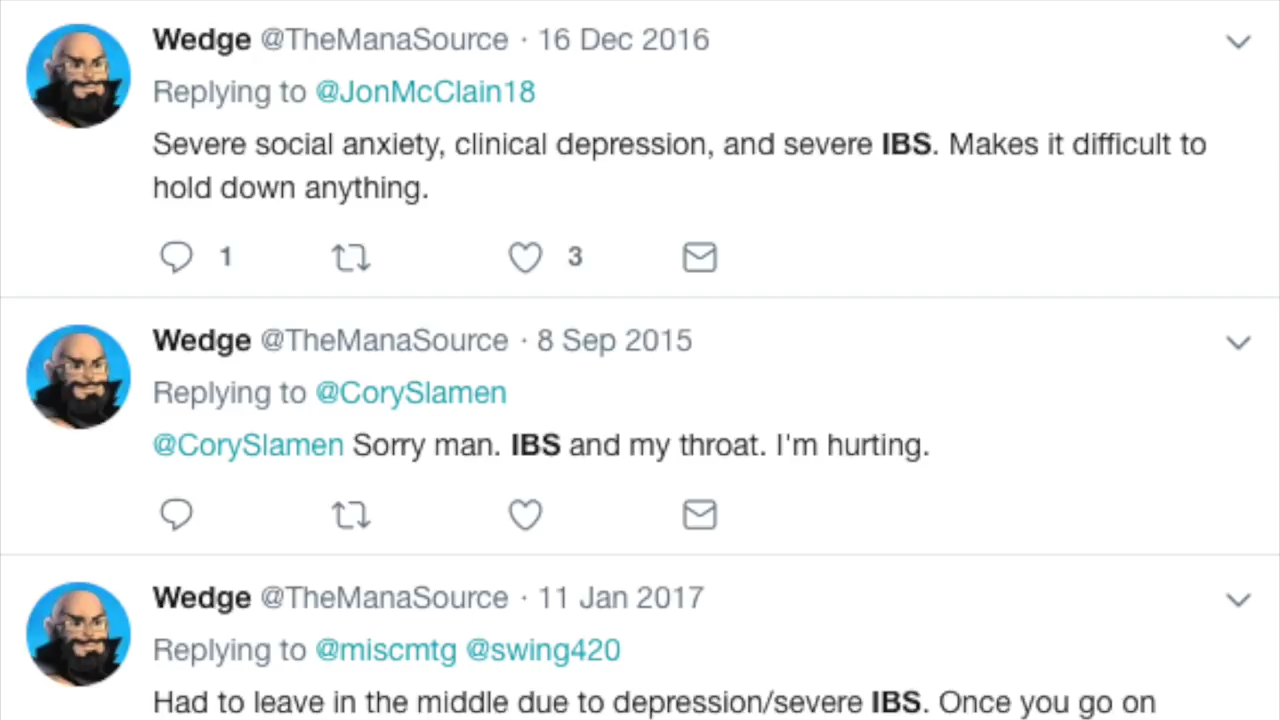 Wedge @TheManaSource · 16 Dec 2016
Replying to @JonMcClain18
Severe social anxiety, clinical depression, and severe IBS. Makes it difficult to
hold down anything.
1 3
Wedge @TheManaSource · 8 Sep 2015
Replying to @CorySlamen
@CorySlamen Sorry man. IBS and my throat. I'm hurting.
Wedge @TheManaSource · 11 Jan 2017
Replying to @miscmtg @swing420
Had to leave in the middle due to depression/severe IBS. Once you go on